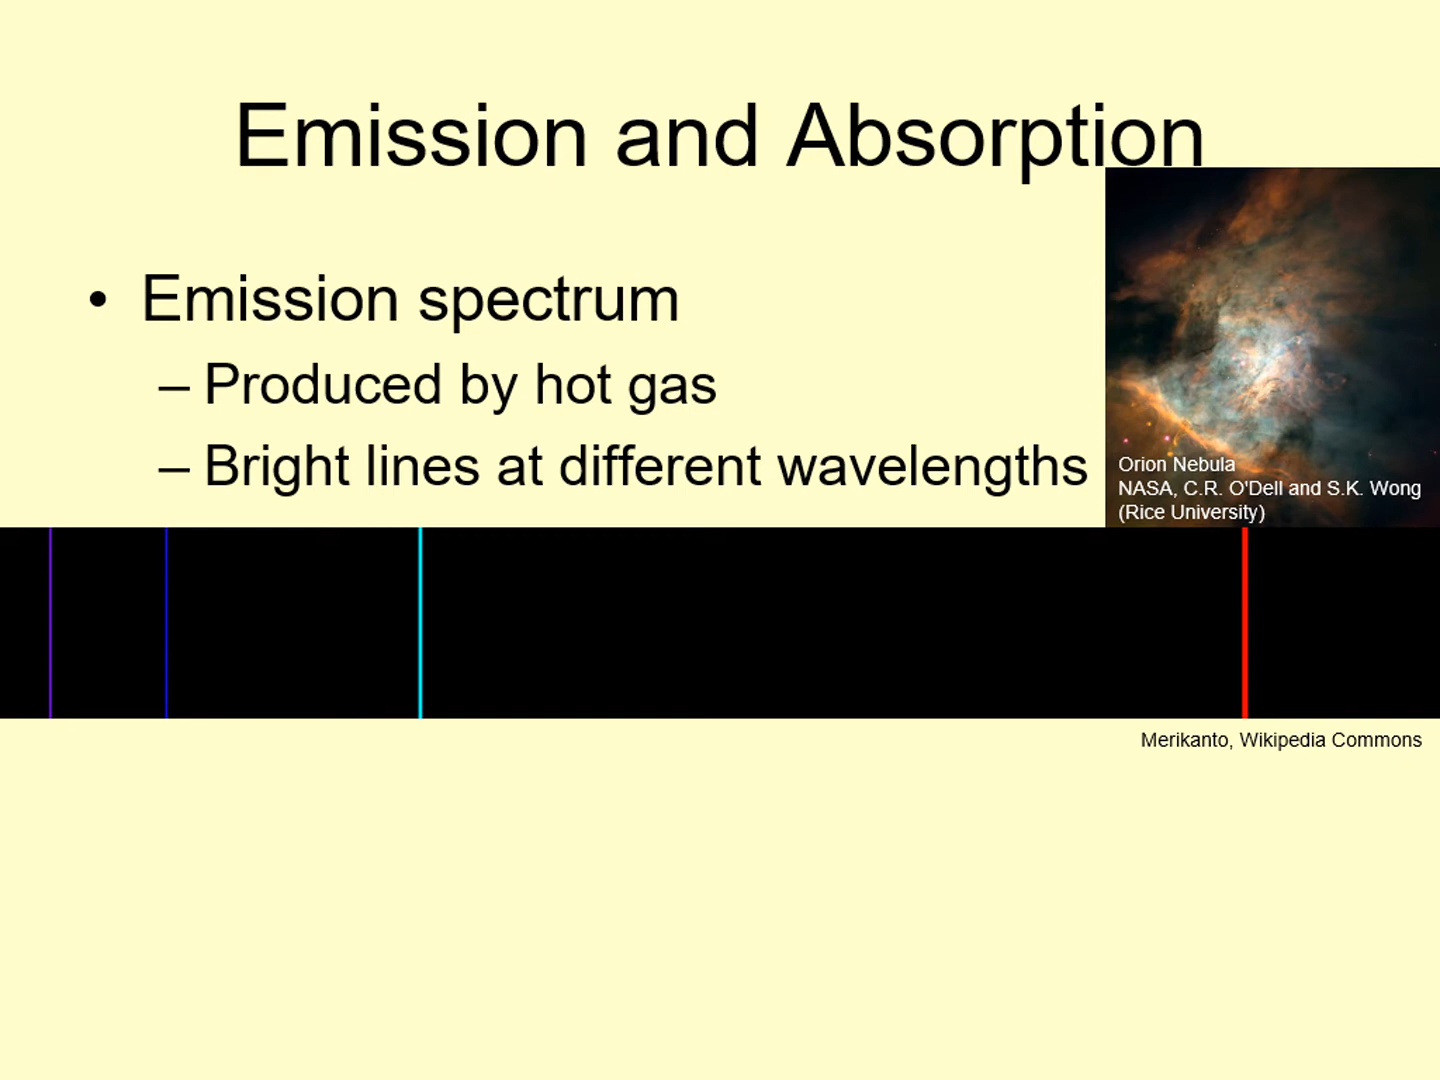 Emission and Absorption
• Emission spectrum
– Produced by hot gas
– Bright lines at different wavelengths
Orion Nebula
NASA, C.R. O'Dell and S.K. Wong
(Rice University)
Merikanto, Wikipedia Commons